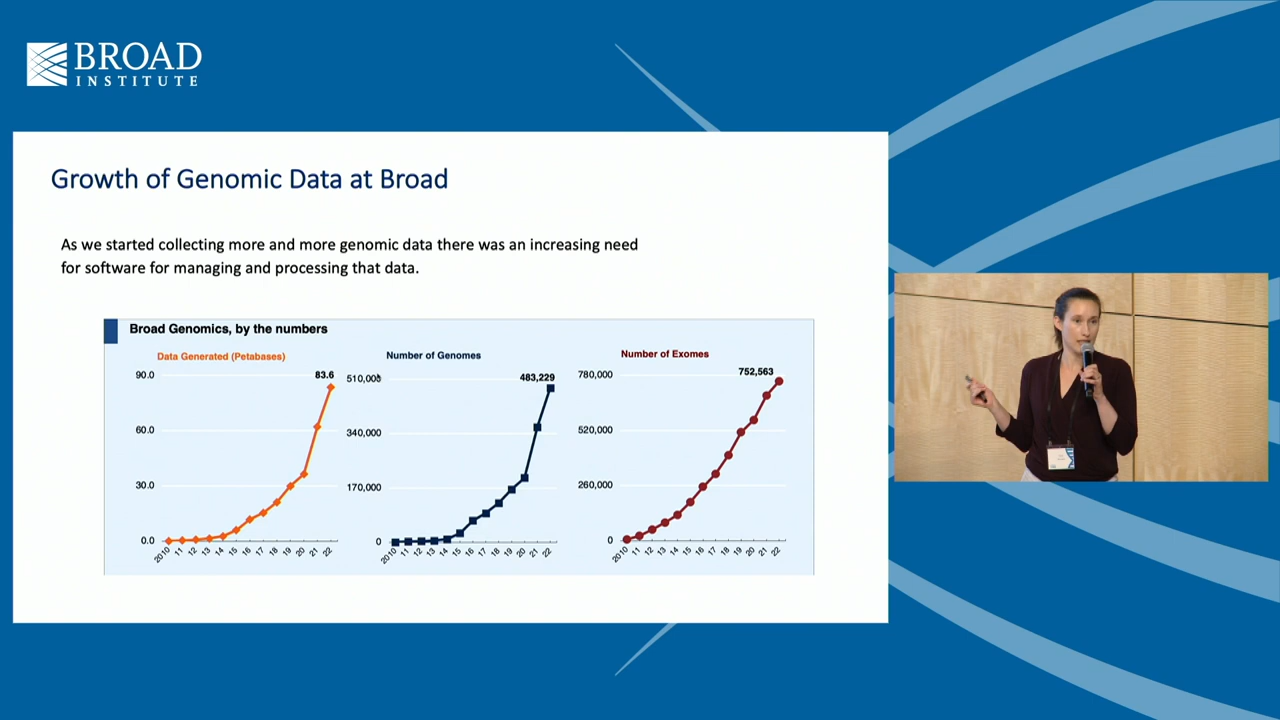 BROAD
INSTITUTE
Growth of Genomic Data at Broad
As we started collecting more and more genomic data there was an increasing need
for software for managing and processing that data.
Broad Genomics, by the numbers
Data Generated (Petabases)
90.0
60.0
30.0
0.0
83.6
2010 11 12 13 14 15 16 17 18 19 20 21 22
Number of Genomes
510,000
340,000
170,000
0
483,229
2010 11 12 13 14 15 16 17 18 19 20 21 22
Number of Exomes
780,000
520,000
260,000
0
752,563
2010 11 12 13 14 15 16 17 18 19 20 21 22